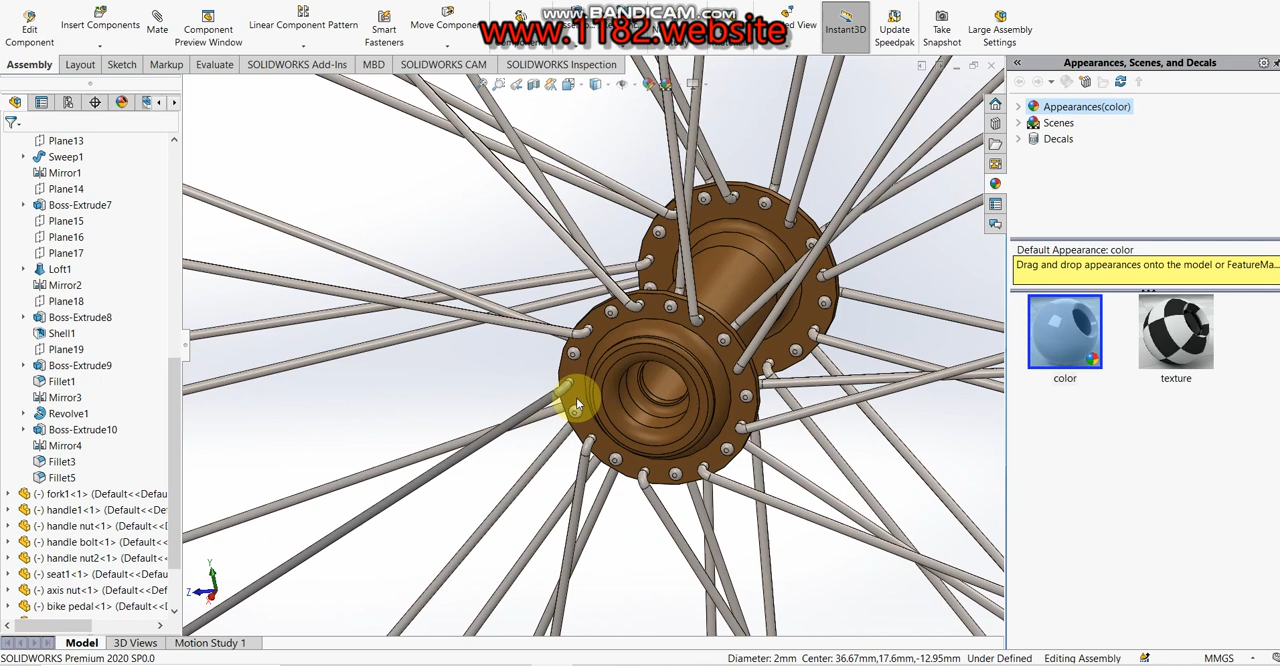 www.BANDICAM.com
www.1182.website
Edit Component
Insert Components
Mate
Component Preview Window
Linear Component Pattern
Smart Fasteners
Move Component
Instant3D
Update Speedpak
Take Snapshot
Large Assembly Settings
Assembly
Layout
Sketch
Markup
Evaluate
SOLIDWORKS Add-Ins
MBD
SOLIDWORKS CAM
SOLIDWORKS Inspection
Plane13
Sweep1
Mirror1
Plane14
Boss-Extrude7
Plane15
Plane16
Plane17
Loft1
Mirror2
Plane18
Boss-Extrude8
Shell1
Plane19
Boss-Extrude9
Fillet1
Mirror3
Revolve1
Boss-Extrude10
Mirror4
Fillet3
Fillet5
(-) fork1<1> (Default<<Defau
(-) handle1<1> (Default<<De
(-) handle nut<1> (Default<<
(-) handle bolt<1> (Default<
(-) handle nut2<1> (Default<
(-) seat1<1> (Default<<Defau
(-) axis nut<1> (Default<<Def
(-) bike pedal<1> (Default<<
Y
Z
X
Model
3D Views
Motion Study 1
SOLIDWORKS Premium 2020 SP0.0
Diameter: 2mm Center: 36.67mm,17.6mm,-12.95mm
Under Defined
Editing Assembly
MMGS
Appearances, Scenes, and Decals
Appearances(color)
Scenes
Decals
Default Appearance: color
Drag and drop appearances onto the model or FeatureMa...
color
texture